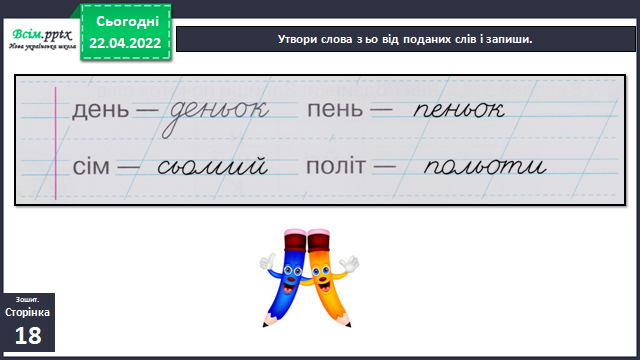 Всім.pptx
Нова українська школа
Сьогодні
22.04.2022
Утвори слова з ьо від поданих слів і запиши.
день — деньок пень — пеньок
сім — сьомий політ — польоти
Зошит.
Сторінка
18